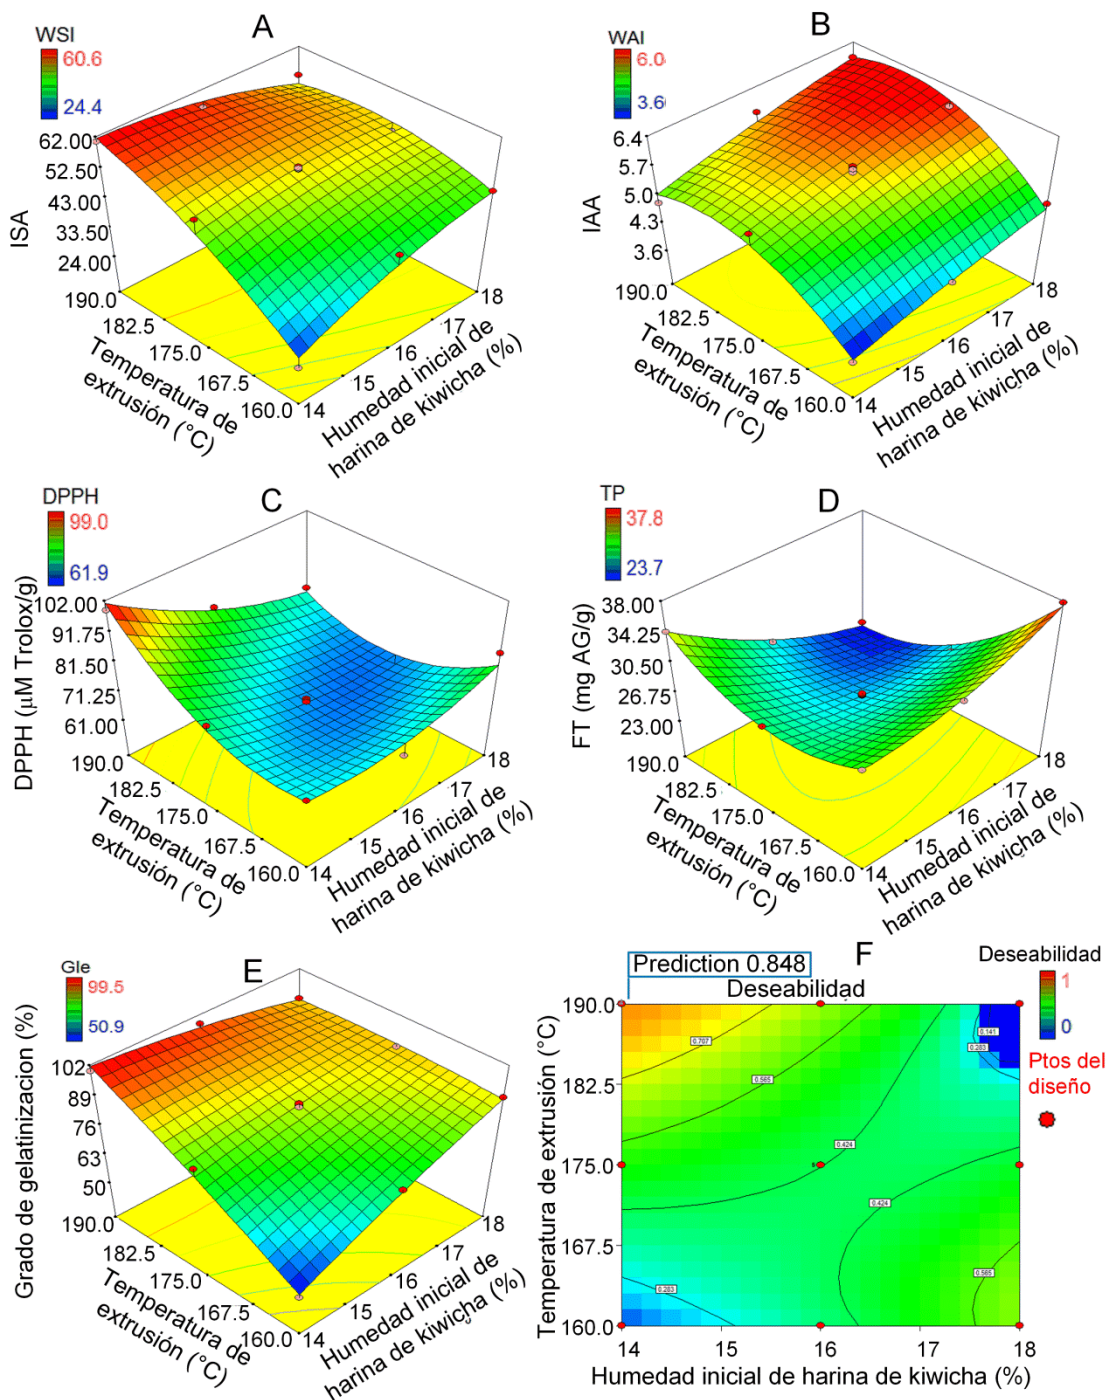 A
WSI
60.6
24.4
62.00
52.50
43.00
33.50
24.00
ISA
190.0
182.5
175.0
167.5
160.0
Temperatura de
extrusión (°C)
14
15
16
17
18
Humedad inicial de
harina de kiwicha (%)
B
WAI
6.0
3.6
6.4
5.7
5.0
4.3
3.6
IAA
190.0
182.5
175.0
167.5
160.0
Temperatura de
extrusión (°C)
14
15
16
17
18
Humedad inicial de
harina de kiwicha (%)
C
DPPH
99.0
61.9
102.00
91.75
81.50
71.25
61.00
DPPH (µM Trolox/g)
190.0
182.5
175.0
167.5
160.0
Temperatura de
extrusión (°C)
14
15
16
17
18
Humedad inicial de
harina de kiwicha (%)
D
TP
37.8
23.7
38.00
34.25
30.50
26.75
23.00
FT (mg AG/g)
190.0
182.5
175.0
167.5
160.0
Temperatura de
extrusión (°C)
14
15
16
17
18
Humedad inicial de
harina de kiwicha (%)
E
Gle
99.5
50.9
102
89
76
63
50
Grado de gelatinizacion (%)
190.0
182.5
175.0
167.5
160.0
Temperatura de
extrusión (°C)
14
15
16
17
18
Humedad inicial de
harina de kiwicha (%)
F
Prediction 0.848
Deseabilidad
Deseabilidad
1
0
Ptos del
diseño
190.0
182.5
175.0
167.5
160.0
Temperatura de extrusión (°C)
0.707
0.565
0.424
0.424
0.283
0.141
0.283
0.565
14
15
16
17
18
Humedad inicial de harina de kiwicha (%)